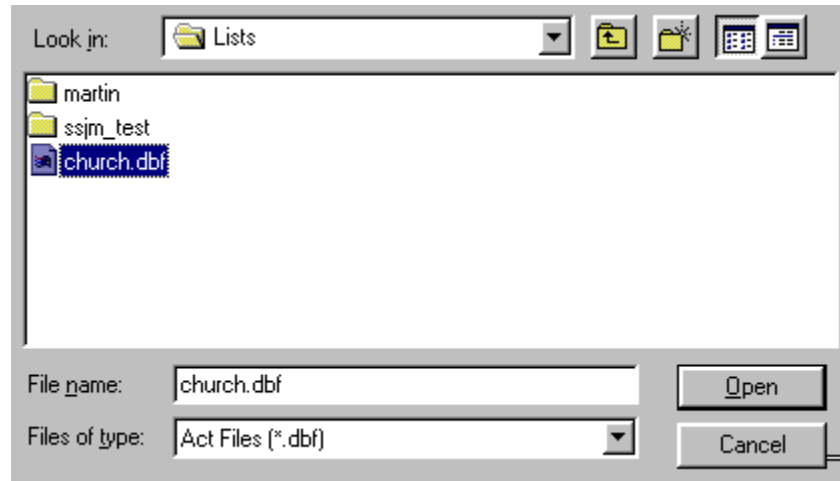 Look in: Lists
martin
ssjm_test
church.dbf
File name: church.dbf Open
Files of type: Act Files (*.dbf) Cancel